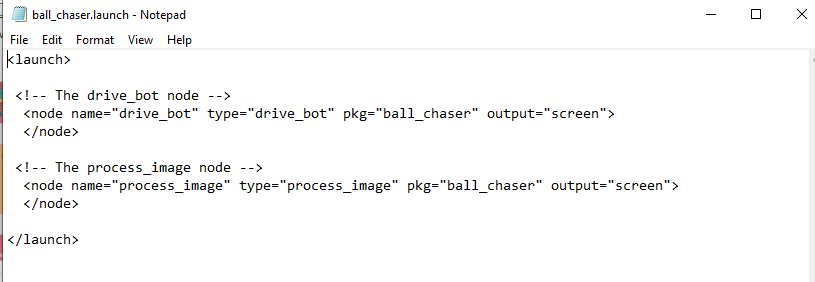 ball_chaser.launch - Notepad
File Edit Format View Help
<launch>
<!-- The drive_bot node -->
<node name="drive_bot" type="drive_bot" pkg="ball_chaser" output="screen">
</node>
<!-- The process_image node -->
<node name="process_image" type="process_image" pkg="ball_chaser" output="screen">
</node>
</launch>